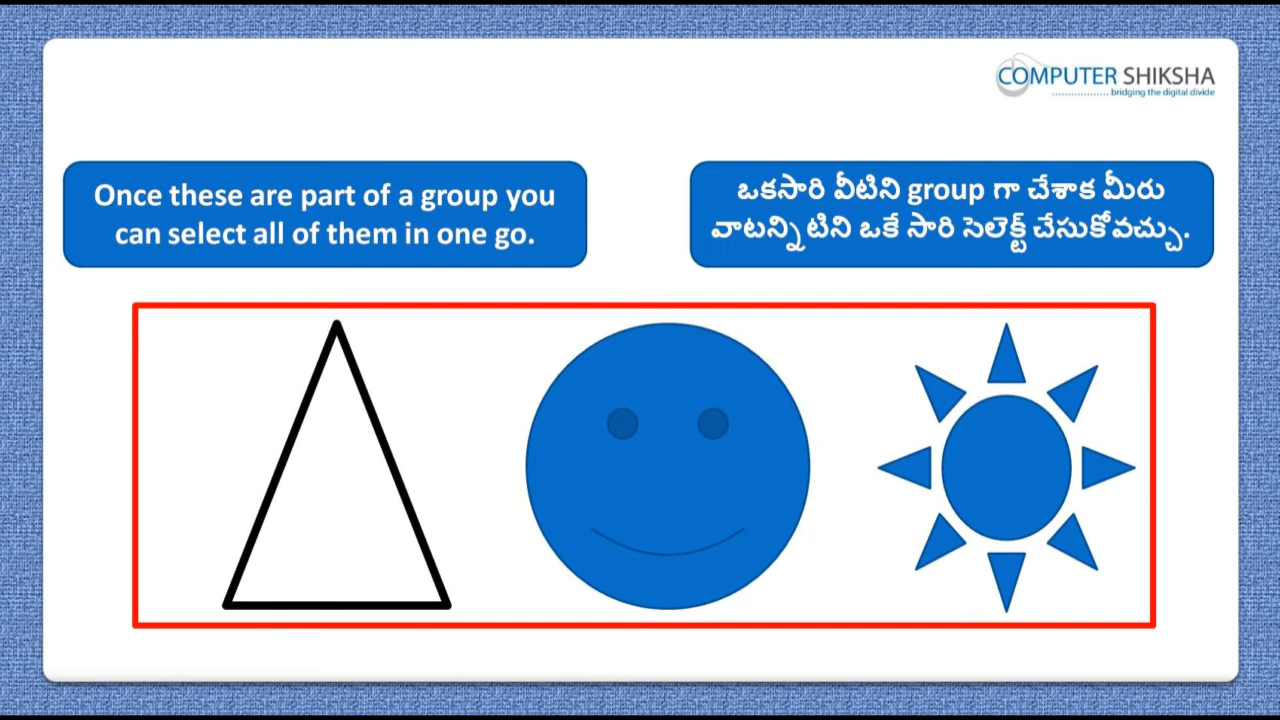 COMPUTER SHIKSHA
bridging the digital divide
Once these are part of a group you
can select all of them in one go.
ఒకసారి వీటిని group గా చేశాక మీరు
వాటన్నిటిని ఒకే సారి సెలెక్ట్ చేసుకోవచ్చు.